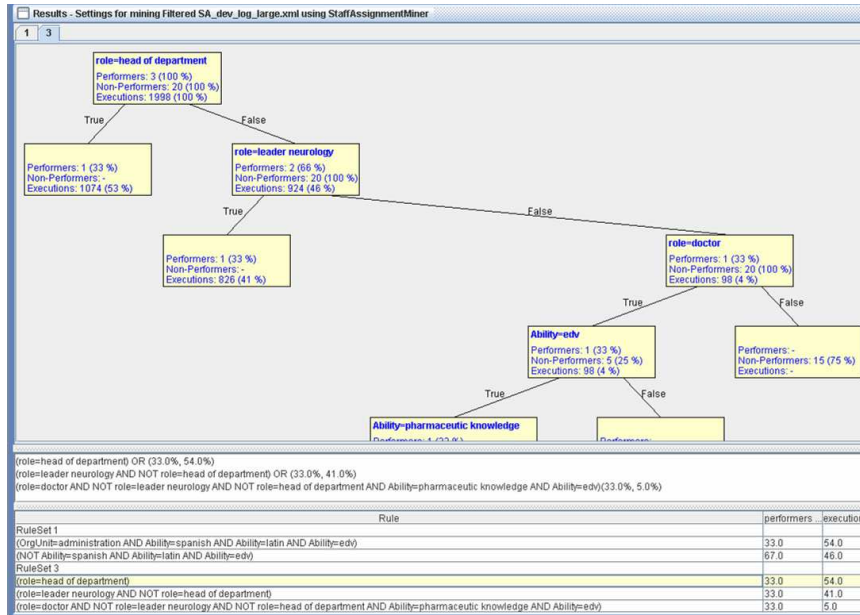 Results - Settings for mining Filtered SA_dev_log_large.xml using StaffAssignmentMiner
1 3
role=head of department
Performers: 3 (100 %)
Non-Performers: 20 (100 %)
Executions: 1998 (100 %)
True False
Performers: 1 (33 %)
Non-Performers: -
Executions: 1074 (53 %)
role=leader neurology
Performers: 2 (66 %)
Non-Performers: 20 (100 %)
Executions: 924 (46 %)
True False
Performers: 1 (33 %)
Non-Performers: -
Executions: 826 (41 %)
role=doctor
Performers: 1 (33 %)
Non-Performers: 20 (100 %)
Executions: 98 (4 %)
True False
Ability=edv
Performers: 1 (33 %)
Non-Performers: 5 (25 %)
Executions: 98 (4 %)
Performers: -
Non-Performers: 15 (75 %)
Executions: -
True False
Ability=pharmaceutic knowledge
Performers: 1 (33 %)
Performers: -
(role=head of department) OR (33.0%, 54.0%)
(role=leader neurology AND NOT role=head of department) OR (33.0%, 41.0%)
(role=doctor AND NOT role=leader neurology AND NOT role=head of department AND Ability=pharmaceutic knowledge AND Ability=edv)(33.0%, 5.0%)
Rule performers ... execution
RuleSet 1
(OrgUnit=administration AND Ability=spanish AND Ability=latin AND Ability=edv) 33.0 54.0
(NOT Ability=spanish AND Ability=latin AND Ability=edv) 67.0 46.0
RuleSet 3
(role=head of department) 33.0 54.0
(role=leader neurology AND NOT role=head of department) 33.0 41.0
(role=doctor AND NOT role=leader neurology AND NOT role=head of department AND Ability=pharmaceutic knowledge AND Ability=edv) 33.0 5.0